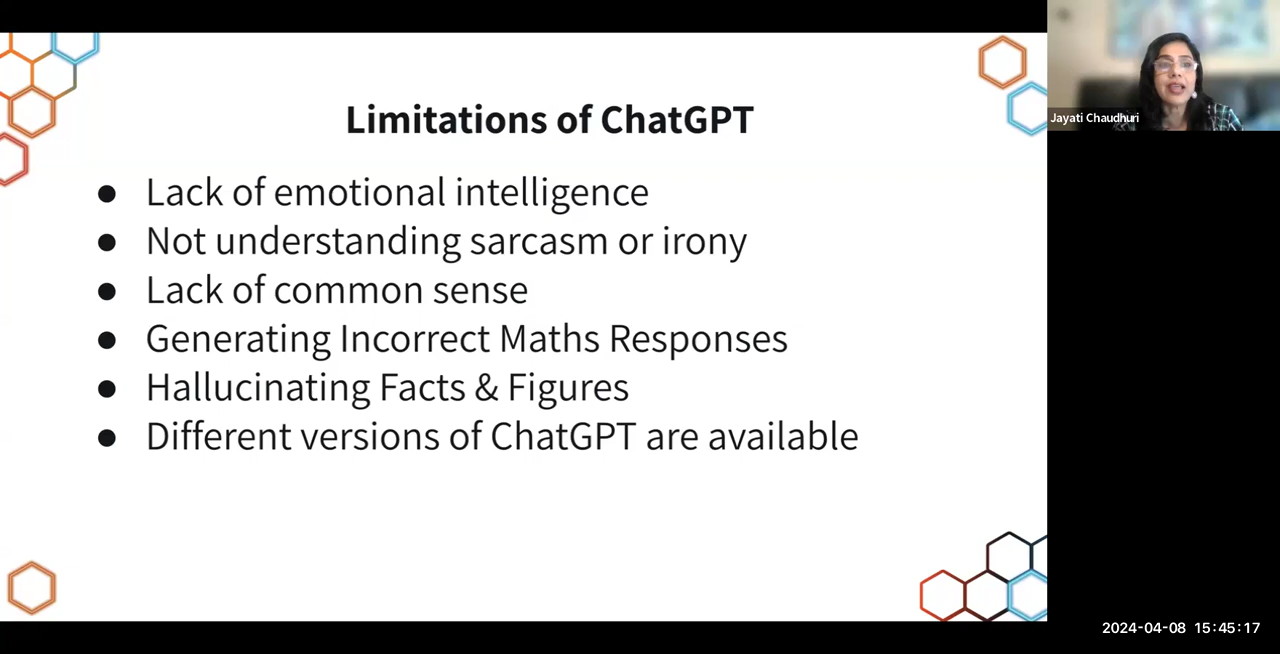 Limitations of ChatGPT
● Lack of emotional intelligence
● Not understanding sarcasm or irony
● Lack of common sense
● Generating Incorrect Maths Responses
● Hallucinating Facts & Figures
● Different versions of ChatGPT are available
Jayati Chaudhuri
2024-04-08 15:45:17